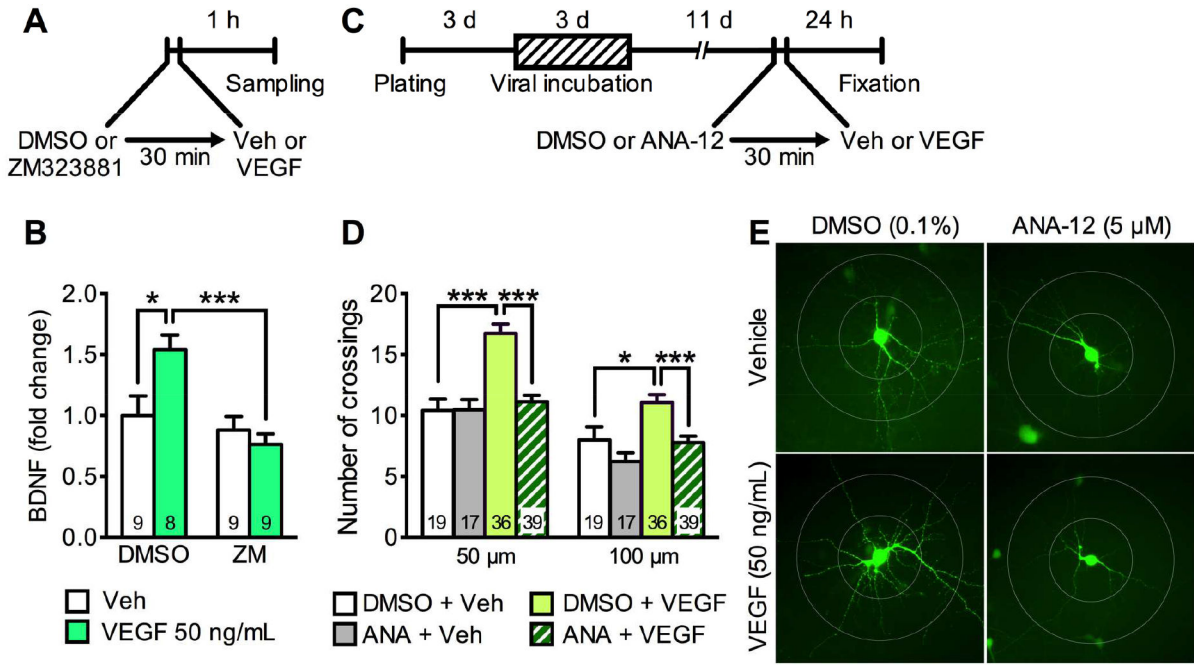 A
1 h
Sampling
DMSO or
ZM323881
30 min
Veh or
VEGF
C
3 d
3 d
11 d
24 h
Plating
Viral incubation
Fixation
DMSO or ANA-12
30 min
Veh or VEGF
B
BDNF (fold change)
2.0
1.5
1.0
0.5
0.0
*
***
9
8
9
9
DMSO
ZM
Veh
VEGF 50 ng/mL
D
Number of crossings
20
15
10
5
0
***
***
*
***
19
17
36
39
19
17
36
39
50 µm
100 µm
DMSO + Veh
DMSO + VEGF
ANA + Veh
ANA + VEGF
E
DMSO (0.1%)
ANA-12 (5 µM)
Vehicle
VEGF (50 ng/mL)